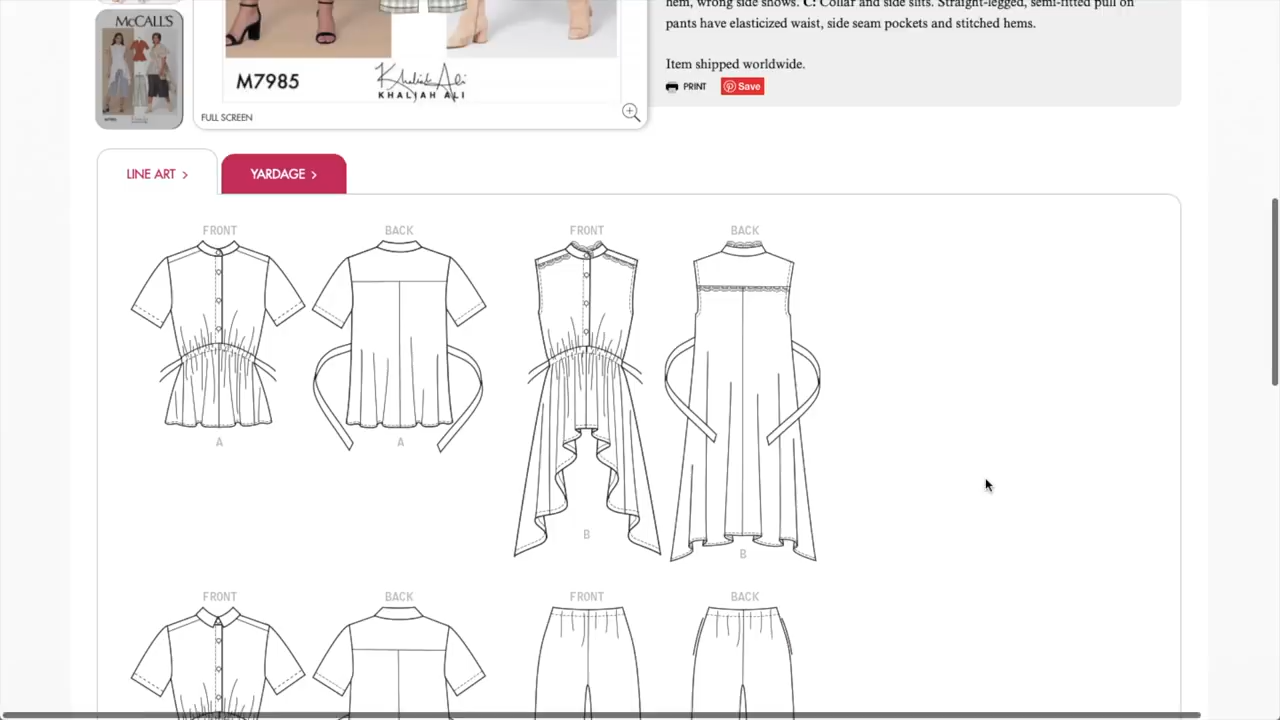 hem, wrong side shows. C: Collar and side slits. Straight-legged, semi-fitted pull on
pants have elasticized waist, side seam pockets and stitched hems.
Item shipped worldwide.
PRINT
Save
McCALL'S
M7985
KHALIAH ALI
FULL SCREEN
LINE ART >
YARDAGE >
FRONT
BACK
FRONT
BACK
A
A
B
B
FRONT
BACK
FRONT
BACK